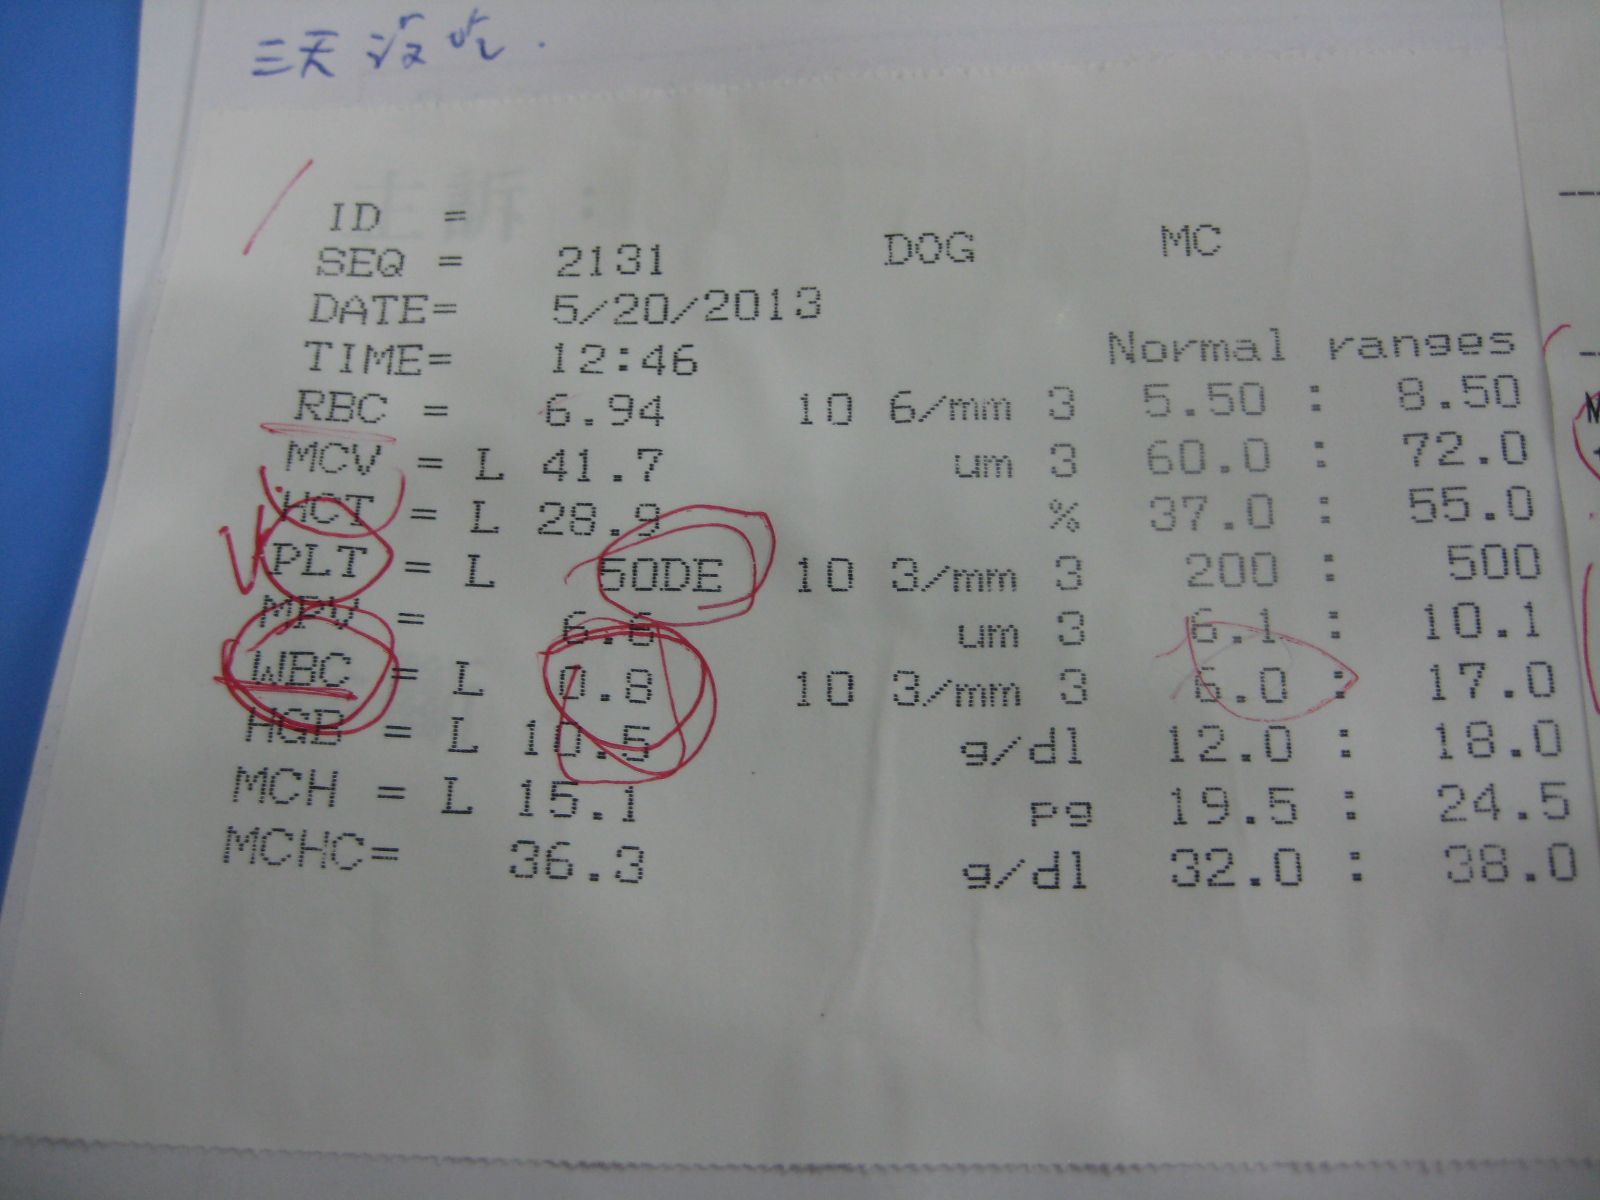 三天没吃.
主訴:
ID =
SEQ = 2131 DOG MC
DATE= 5/20/2013
TIME= 12:46 Normal ranges
RBC = 6.94 10 6/mm 3 5.50 : 8.50
MCV = L 41.7 um 3 60.0 : 72.0
HCT = L 28.9 % 37.0 : 55.0
PLT = L 50DE 10 3/mm 3 200 : 500
MPV = 6.6 um 3 6.1 : 10.1
WBC = L 0.8 10 3/mm 3 6.0 : 17.0
HGB = L 10.5 g/dl 12.0 : 18.0
MCH = L 15.1 pg 19.5 : 24.5
MCHC= 36.3 g/dl 32.0 : 38.0